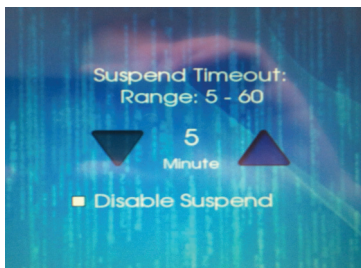 Suspend Timeout:
Range: 5 - 60
5
Minute
Disable Suspend